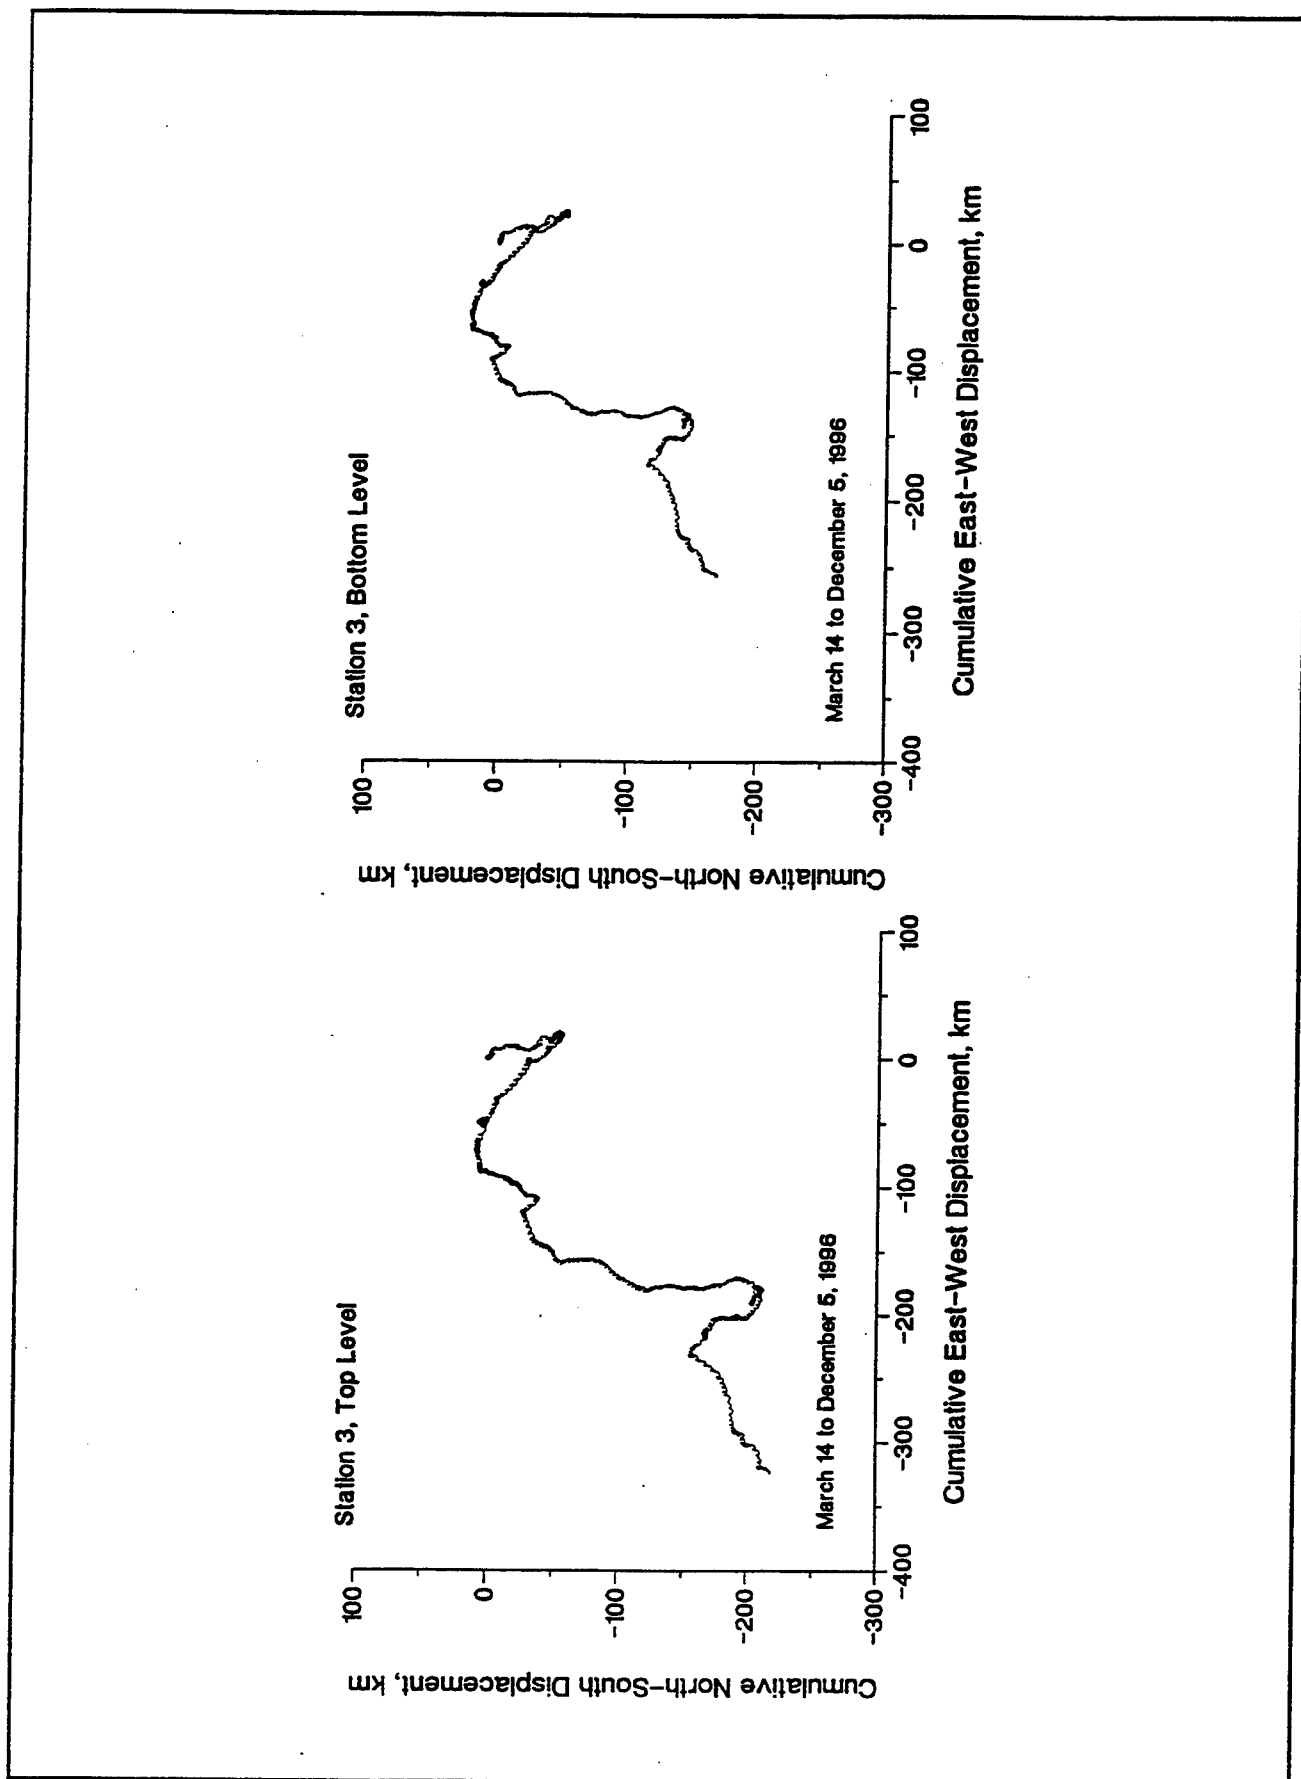 Station 3, Top Level
Cumulative North-South Displacement, km
100
0
-100
-200
-300
March 14 to December 5, 1996
-400
-300
-200
-100
0
100
Cumulative East-West Displacement, km
Station 3, Bottom Level
Cumulative North-South Displacement, km
100
0
-100
-200
-300
March 14 to December 5, 1996
-400
-300
-200
-100
0
100
Cumulative East-West Displacement, km